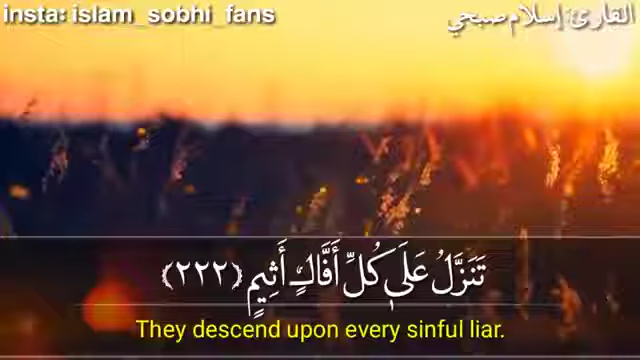 insta: islam_sobhi_fans
القارئ: إسلام صبحي
تَنَزَّلُ عَلَىٰ كُلِّ أَفَّاكٍ أَثِيمٍ (٢٢٢)
They descend upon every sinful liar.